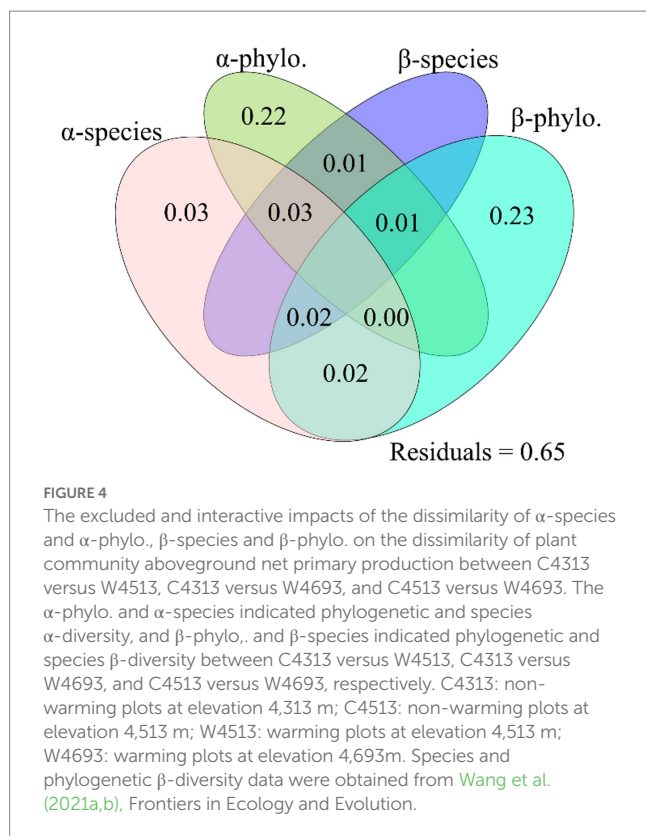 α-phylo.
β-species
α-species
β-phylo.
0.22
0.01
0.03
0.03
0.01
0.23
0.02
0.00
0.02
Residuals = 0.65
FIGURE 4
The excluded and interactive impacts of the dissimilarity of α-species
and α-phylo., β-species and β-phylo. on the dissimilarity of plant
community aboveground net primary production between C4313
versus W4513, C4313 versus W4693, and C4513 versus W4693. The
α-phylo. and α-species indicated phylogenetic and species
α-diversity, and β-phylo,. and β-species indicated phylogenetic and
species β-diversity between C4313 versus W4513, C4313 versus
W4693, and C4513 versus W4693, respectively. C4313: non-
warming plots at elevation 4,313 m; C4513: non-warming plots at
elevation 4,513 m; W4513: warming plots at elevation 4,513 m;
W4693: warming plots at elevation 4,693m. Species and
phylogenetic β-diversity data were obtained from Wang et al.
(2021a,b), Frontiers in Ecology and Evolution.